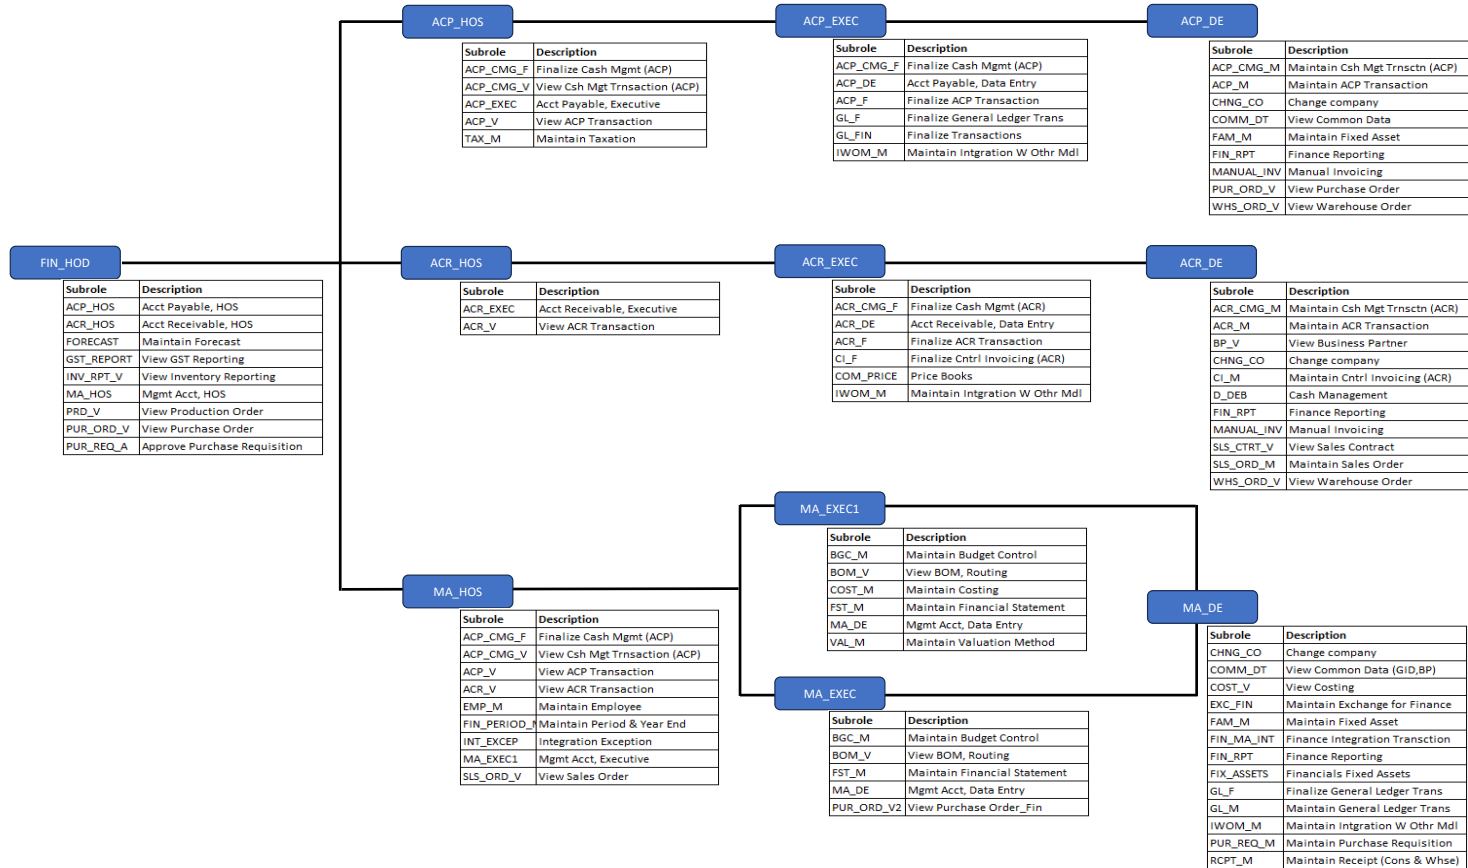 ACP_HOS
Subrole Description
ACP_CMG_F Finalize Cash Mgmt (ACP)
ACP_CMG_V View Csh Mgt Trnsaction (ACP)
ACP_EXEC Acct Payable, Executive
ACP_V View ACP Transaction
TAX_M Maintain Taxation
ACP_EXEC
Subrole Description
ACP_CMG_F Finalize Cash Mgmt (ACP)
ACP_DE Acct Payable, Data Entry
ACP_F Finalize ACP Transaction
GL_F Finalize General Ledger Trans
GL_FIN Finalize Transactions
IWOM_M Maintain Intgration W Othr Mdl
ACP_DE
Subrole Description
ACP_CMG_M Maintain Csh Mgt Trnsctn (ACP)
ACP_M Maintain ACP Transaction
CHNG_CO Change company
COMM_DT View Common Data
FAM_M Maintain Fixed Asset
FIN_RPT Finance Reporting
MANUAL_INV Manual Invoicing
PUR_ORD_V View Purchase Order
WHS_ORD_V View Warehouse Order
FIN_HOD
Subrole Description
ACP_HOS Acct Payable, HOS
ACR_HOS Acct Receivable, HOS
FORECAST Maintain Forecast
GST_REPORT View GST Reporting
INV_RPT_V View Inventory Reporting
MA_HOS Mgmt Acct, HOS
PRD_V View Production Order
PUR_ORD_V View Purchase Order
PUR_REQ_A Approve Purchase Requisition
ACR_HOS
Subrole Description
ACR_EXEC Acct Receivable, Executive
ACR_V View ACR Transaction
ACR_EXEC
Subrole Description
ACR_CMG_F Finalize Cash Mgmt (ACR)
ACR_DE Acct Receivable, Data Entry
ACR_F Finalize ACR Transaction
CI_F Finalize Cntrl Invoicing (ACR)
COM_PRICE Price Books
IWOM_M Maintain Intgration W Othr Mdl
ACR_DE
Subrole Description
ACR_CMG_M Maintain Csh Mgt Trnsctn (ACR)
ACR_M Maintain ACR Transaction
BP_V View Business Partner
CHNG_CO Change company
CI_M Maintain Cntrl Invoicing (ACR)
D_DEB Cash Management
FIN_RPT Finance Reporting
MANUAL_INV Manual Invoicing
SLS_CTRT_V View Sales Contract
SLS_ORD_M Maintain Sales Order
WHS_ORD_V View Warehouse Order
MA_HOS
Subrole Description
ACP_CMG_F Finalize Cash Mgmt (ACP)
ACP_CMG_V View Csh Mgt Trnsaction (ACP)
ACP_V View ACP Transaction
ACR_V View ACR Transaction
EMP_M Maintain Employee
FIN_PERIOD_ Maintain Period & Year End
INT_EXCEP Integration Exception
MA_EXEC1 Mgmt Acct, Executive
SLS_ORD_V View Sales Order
MA_EXEC1
Subrole Description
BGC_M Maintain Budget Control
BOM_V View BOM, Routing
COST_M Maintain Costing
FST_M Maintain Financial Statement
MA_DE Mgmt Acct, Data Entry
VAL_M Maintain Valuation Method
MA_EXEC
Subrole Description
BGC_M Maintain Budget Control
BOM_V View BOM, Routing
FST_M Maintain Financial Statement
MA_DE Mgmt Acct, Data Entry
PUR_ORD_V2 View Purchase Order_Fin
MA_DE
Subrole Description
CHNG_CO Change company
COMM_DT View Common Data (GID,BP)
COST_V View Costing
EXC_FIN Maintain Exchange for Finance
FAM_M Maintain Fixed Asset
FIN_MA_INT Finance Integration Transction
FIN_RPT Finance Reporting
FIX_ASSETS Financials Fixed Assets
GL_F Finalize General Ledger Trans
GL_M Maintain General Ledger Trans
IWOM_M Maintain Intgration W Othr Mdl
PUR_REQ_M Maintain Purchase Requisition
RCPT_M Maintain Receipt (Cons & Whse)